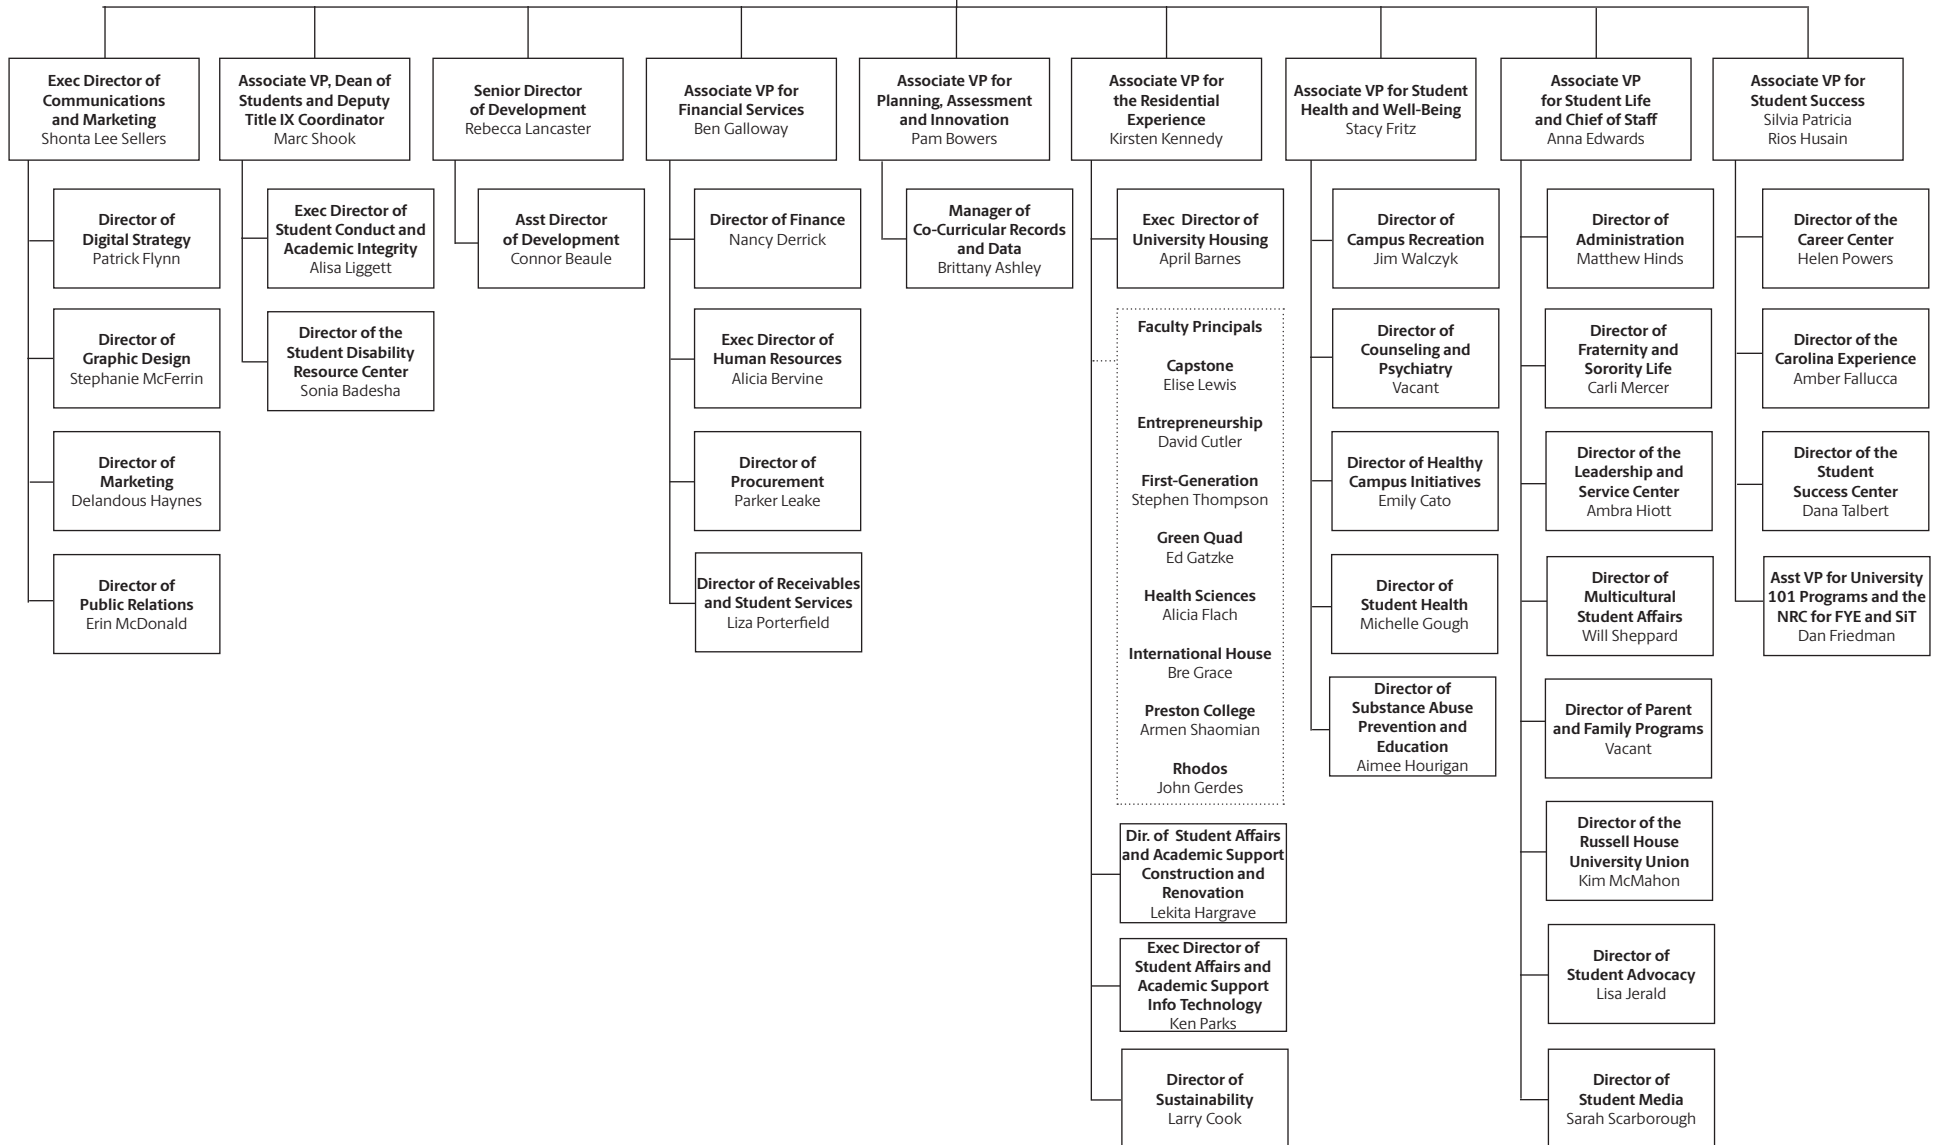 Exec Director of
Communications
and Marketing
Shonta Lee Sellers
Director of
Digital Strategy
Patrick Flynn
Director of
Graphic Design
Stephanie McFerrin
Director of
Marketing
Delandous Haynes
Director of
Public Relations
Erin McDonald
Associate VP, Dean of
Students and Deputy
Title IX Coordinator
Marc Shook
Exec Director of
Student Conduct and
Academic Integrity
Alisa Liggett
Director of the
Student Disability
Resource Center
Sonia Badesha
Senior Director
of Development
Rebecca Lancaster
Asst Director
of Development
Connor Beaule
Associate VP for
Financial Services
Ben Galloway
Director of Finance
Nancy Derrick
Exec Director of
Human Resources
Alicia Bervine
Director of
Procurement
Parker Leake
Director of Receivables
and Student Services
Liza Porterfield
Associate VP for
Planning, Assessment
and Innovation
Pam Bowers
Manager of
Co-Curricular Records
and Data
Brittany Ashley
Associate VP for
the Residential
Experience
Kirsten Kennedy
Exec Director of
University Housing
April Barnes
Faculty Principals
Capstone
Elise Lewis
Entrepreneurship
David Cutler
First-Generation
Stephen Thompson
Green Quad
Ed Gatzke
Health Sciences
Alicia Flach
International House
Bre Grace
Preston College
Armen Shaomian
Rhodos
John Gerdes
Dir. of Student Affairs
and Academic Support
Construction and
Renovation
Lekita Hargrave
Exec Director of
Student Affairs and
Academic Support
Info Technology
Ken Parks
Director of
Sustainability
Larry Cook
Associate VP for Student
Health and Well-Being
Stacy Fritz
Director of
Campus Recreation
Jim Walczyk
Director of
Counseling and
Psychiatry
Vacant
Director of Healthy
Campus Initiatives
Emily Cato
Director of
Student Health
Michelle Gough
Director of
Substance Abuse
Prevention and
Education
Aimee Hourigan
Associate VP
for Student Life
and Chief of Staff
Anna Edwards
Director of
Administration
Matthew Hinds
Director of
Fraternity and
Sorority Life
Carli Mercer
Director of the
Leadership and
Service Center
Ambra Hiott
Director of
Multicultural
Student Affairs
Will Sheppard
Director of Parent
and Family Programs
Vacant
Director of the
Russell House
University Union
Kim McMahon
Director of
Student Advocacy
Lisa Jerald
Director of
Student Media
Sarah Scarborough
Associate VP for
Student Success
Silvia Patricia
Rios Husain
Director of the
Career Center
Helen Powers
Director of the
Carolina Experience
Amber Fallucca
Director of the
Student
Success Center
Dana Talbert
Asst VP for University
101 Programs and the
NRC for FYE and SiT
Dan Friedman